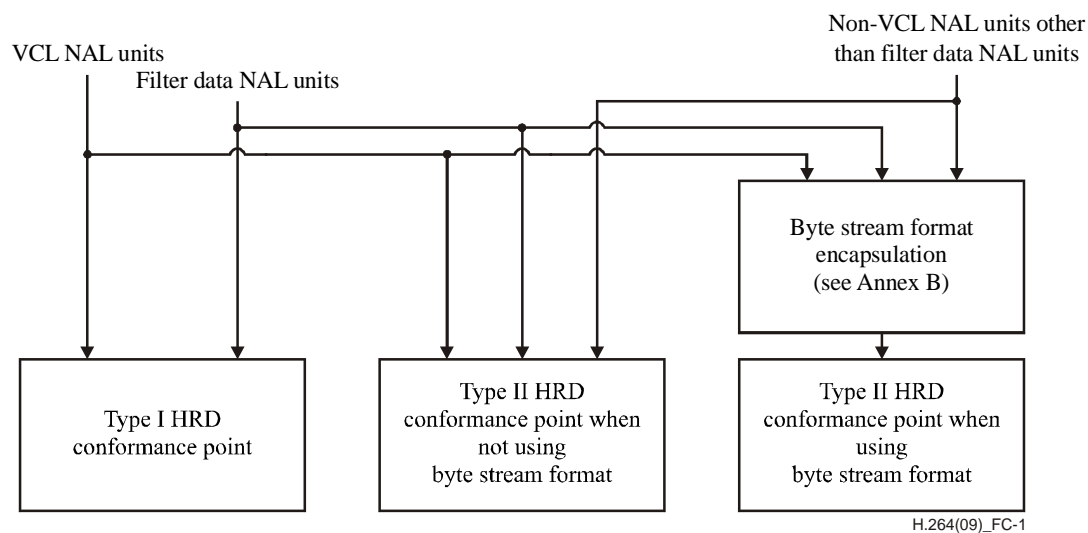 Non-VCL NAL units other
than filter data NAL units
VCL NAL units
Filter data NAL units
Byte stream format
encapsulation
(see Annex B)
Type I HRD
conformance point
Type II HRD
conformance point when
not using
byte stream format
Type II HRD
conformance point when
using
byte stream format
H.264(09)_FC-1